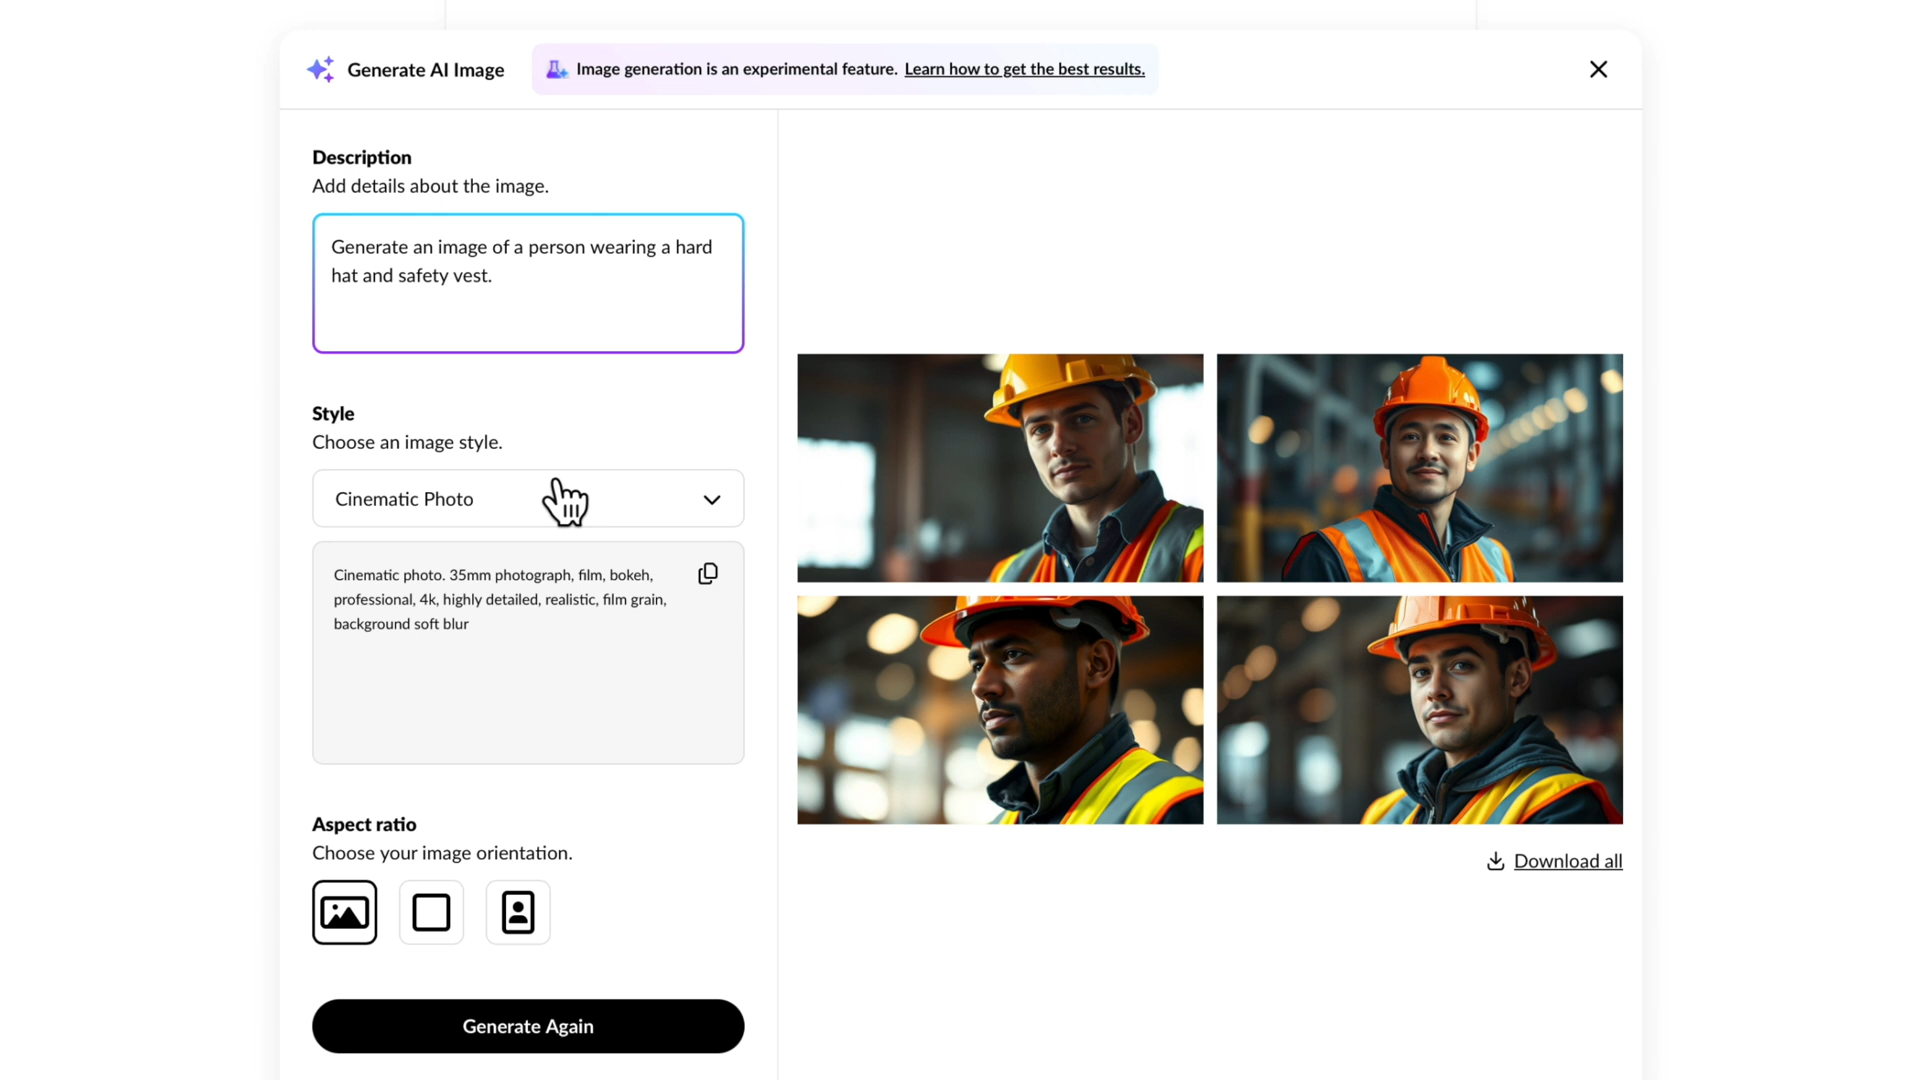 Generate AI Image
Image generation is an experimental feature. Learn how to get the best results.
Description
Add details about the image.
Generate an image of a person wearing a hard
hat and safety vest.
Style
Choose an image style.
Cinematic Photo
Cinematic photo. 35mm photograph, film, bokeh,
professional, 4k, highly detailed, realistic, film grain,
background soft blur
Aspect ratio
Choose your image orientation.
Generate Again
Download all